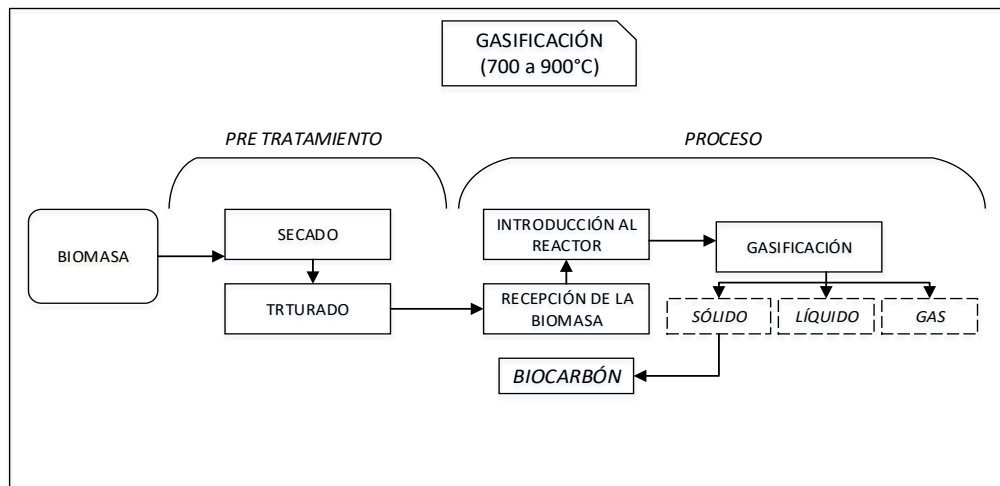 GASIFICACIÓN
(700 a 900°C)
PRE TRATAMIENTO
PROCESO
BIOMASA
SECADO
TRTURADO
INTRODUCCIÓN AL
REACTOR
RECEPCIÓN DE LA
BIOMASA
GASIFICACIÓN
SÓLIDO
LÍQUIDO
GAS
BIOCARBÓN